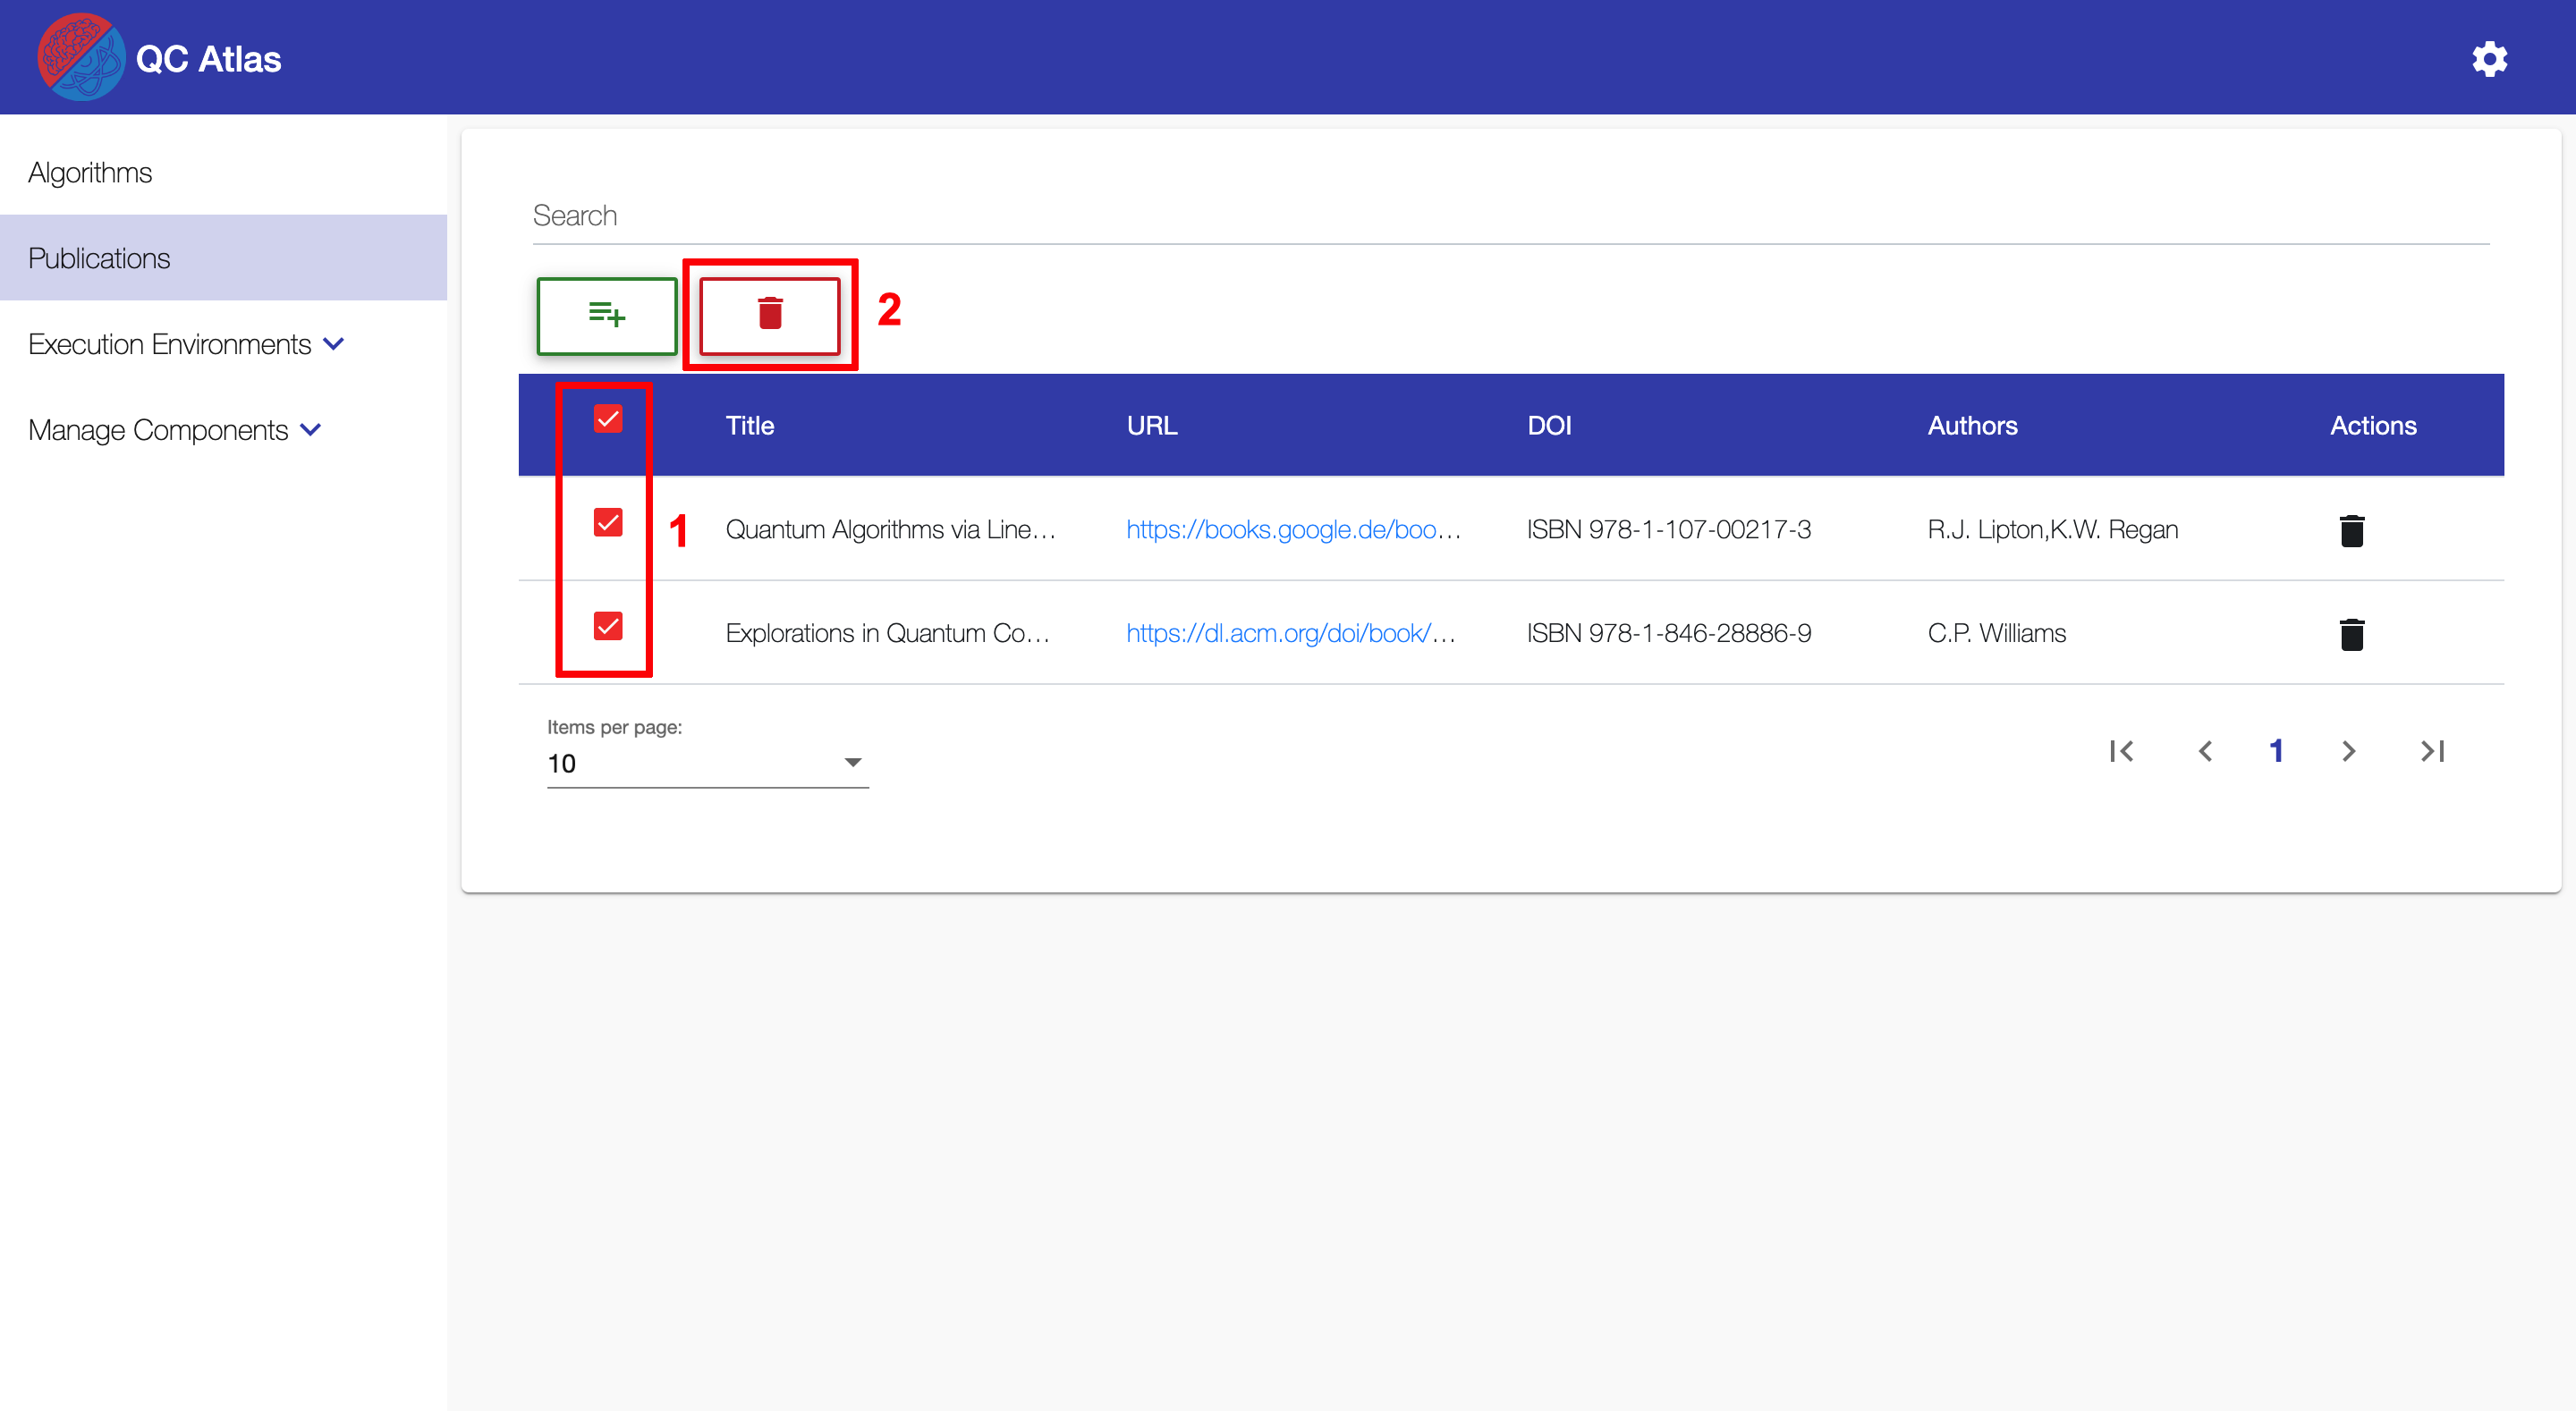 QC Atlas
Algorithms
Publications
Execution Environments
Manage Components
Search
2
Title URL DOI Authors Actions
1
Quantum Algorithms via Line... https://books.google.de/boo... ISBN 978-1-107-00217-3 R.J. Lipton,K.W. Regan
Explorations in Quantum Co... https://dl.acm.org/doi/book/... ISBN 978-1-846-28886-9 C.P. Williams
Items per page:
10
1